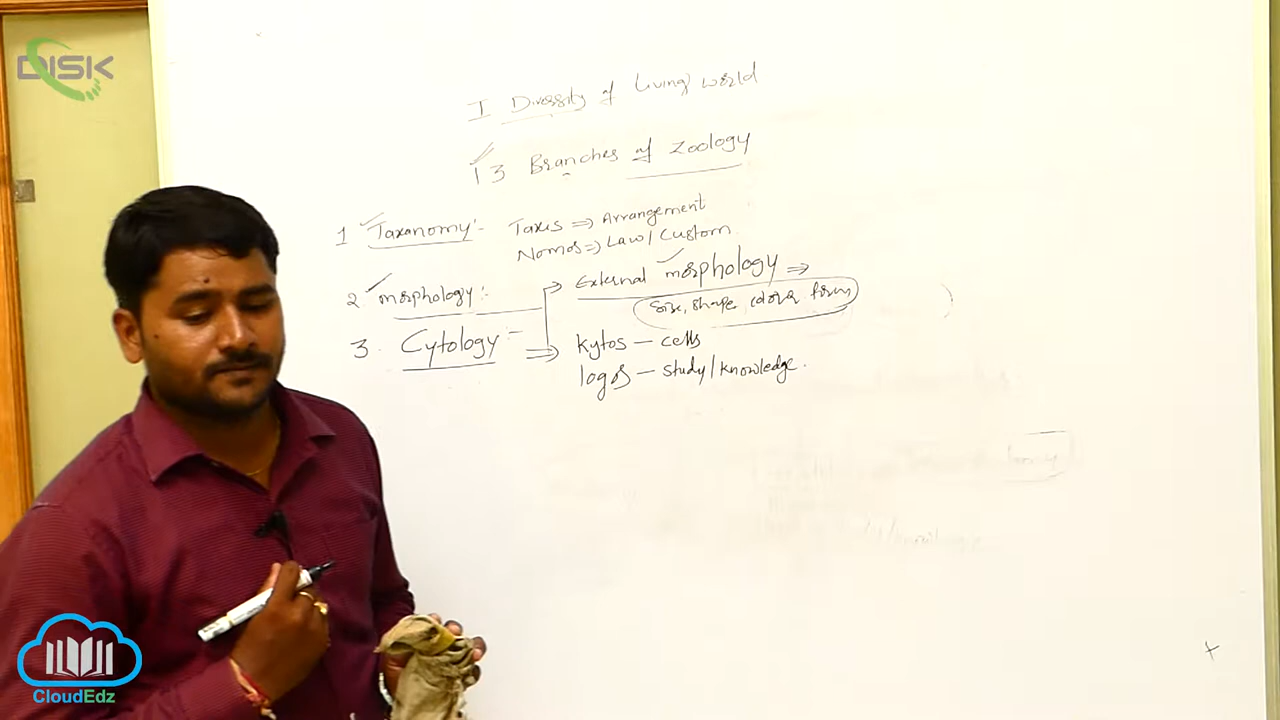 DISK
I Diversity of Living world
13 Branches of Zoology
1 Taxonomy:- Taxis => Arrangement
Nomos => Law/Custom
2 morphology:- External morphology =>
Size, shape, colour form
3. Cytology:- => Kytos - cells
logos - study/knowledge.
CloudEdz